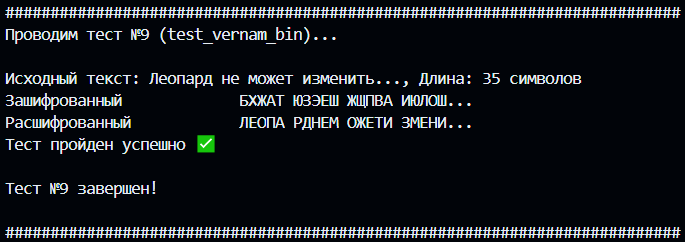 ###########################################################################
Проводим тест №9 (test_vernam_bin)...
Исходный текст: Леопард не может изменить..., Длина: 35 символов
Зашифрованный БХЖАТ ЮЗЭЕШ ЖЩПВА ИЮЛОШ...
Расшифрованный ЛЕОПА РДНЕМ ОЖЕТИ ЗМЕНИ...
Тест пройден успешно ✅
Тест №9 завершен!
###########################################################################